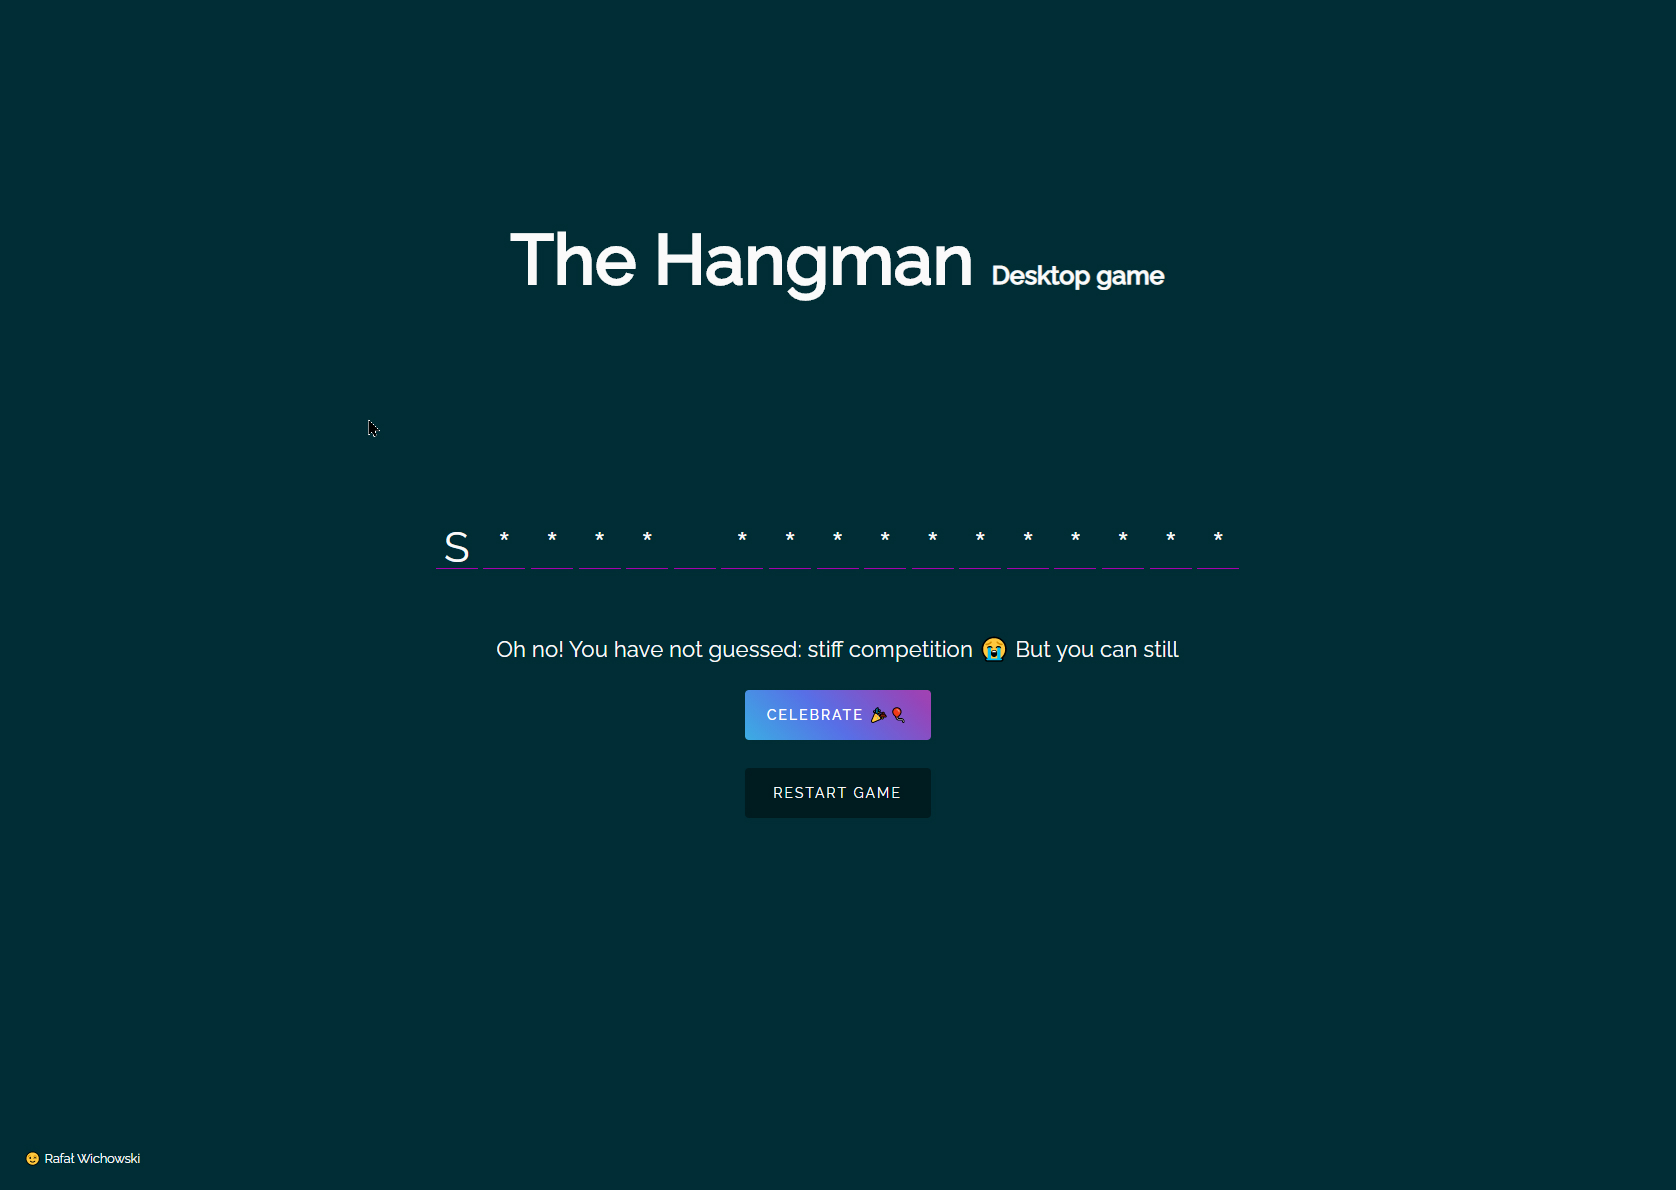 The Hangman Desktop game
S * * * *   * * * * * * * * * * *
Oh no! You have not guessed: stiff competition 😭 But you can still
CELEBRATE 🎉🎈
RESTART GAME
😉 Rafał Wichowski